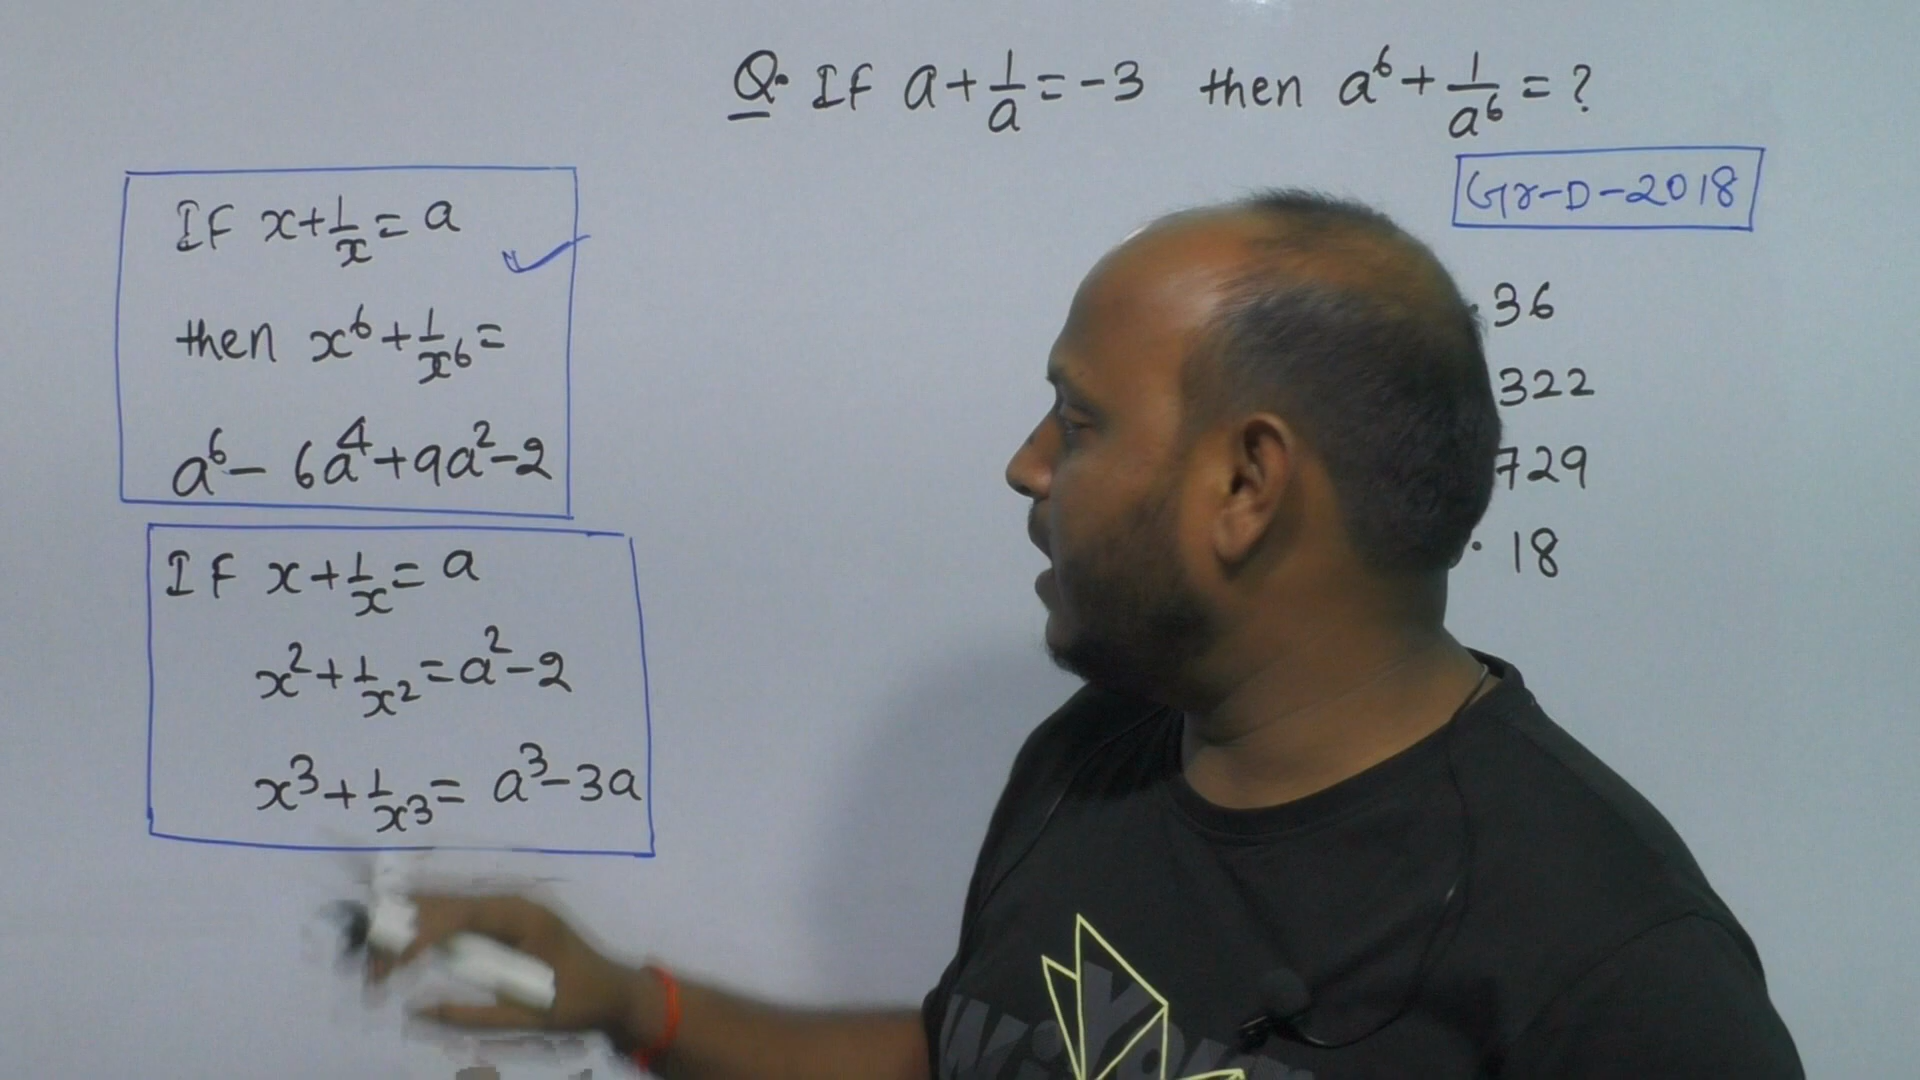 Q. If a + 1/a = -3 then a⁶ + 1/a⁶ = ?
Gr-D-2018
36
322
729
18
If x + 1/x = a
then x⁶ + 1/x⁶ =
a⁶ - 6a⁴ + 9a² - 2
If x + 1/x = a
x² + 1/x² = a² - 2
x³ + 1/x³ = a³ - 3a